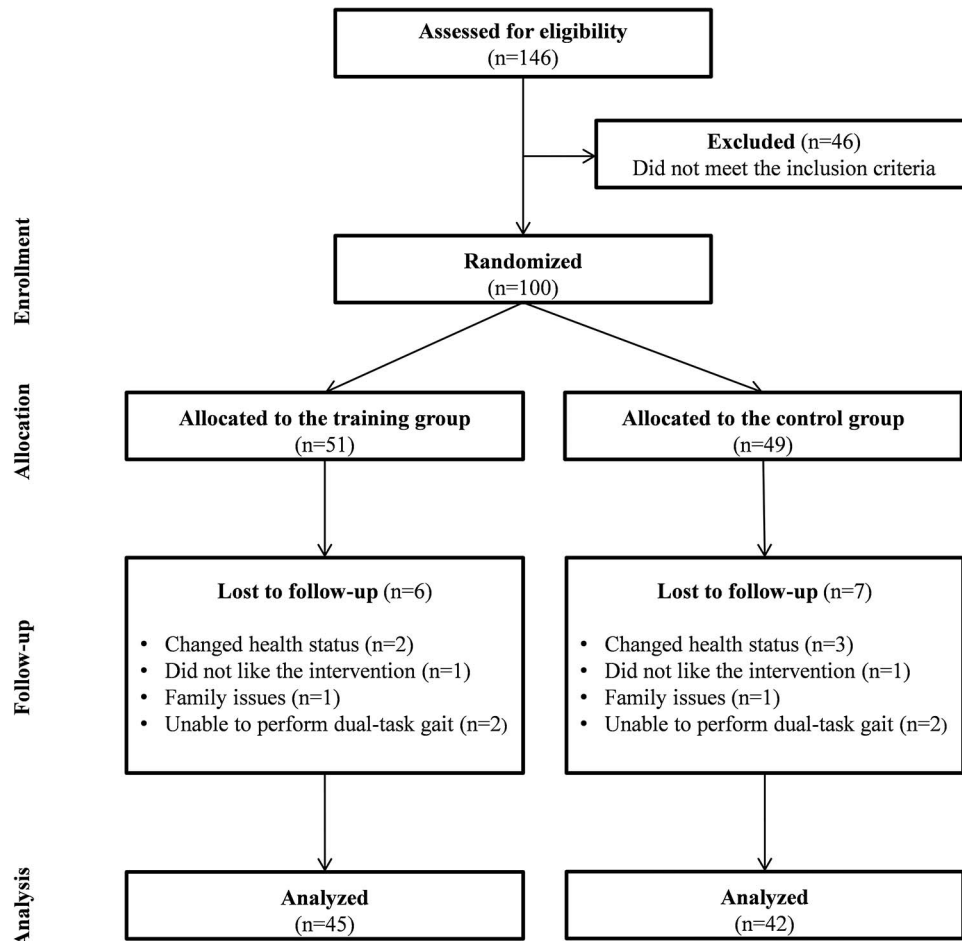 Assessed for eligibility
(n=146)
Excluded (n=46)
Did not meet the inclusion criteria
Enrollment
Randomized
(n=100)
Allocation
Allocated to the training group
(n=51)
Allocated to the control group
(n=49)
Follow-up
Lost to follow-up (n=6)
• Changed health status (n=2)
• Did not like the intervention (n=1)
• Family issues (n=1)
• Unable to perform dual-task gait (n=2)
Lost to follow-up (n=7)
• Changed health status (n=3)
• Did not like the intervention (n=1)
• Family issues (n=1)
• Unable to perform dual-task gait (n=2)
Analysis
Analyzed
(n=45)
Analyzed
(n=42)